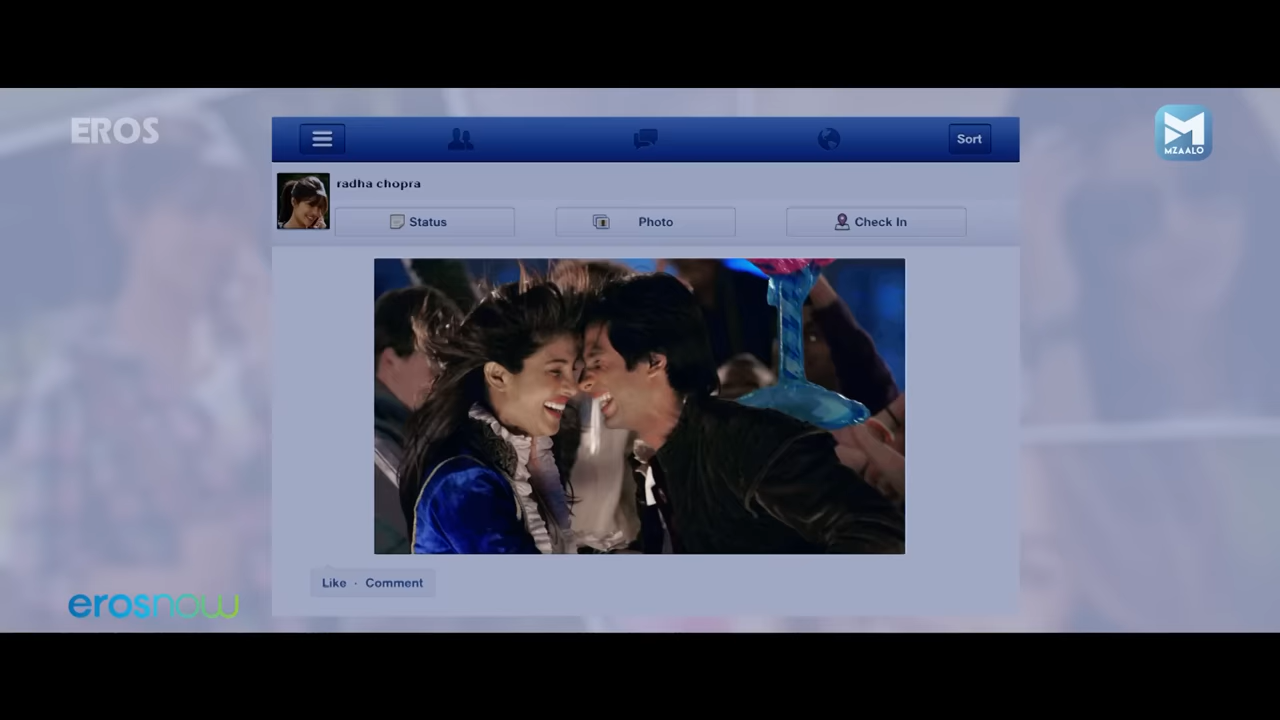 EROS
MZAALO
Sort
radha chopra
Status
Photo
Check In
Like · Comment
erosnow